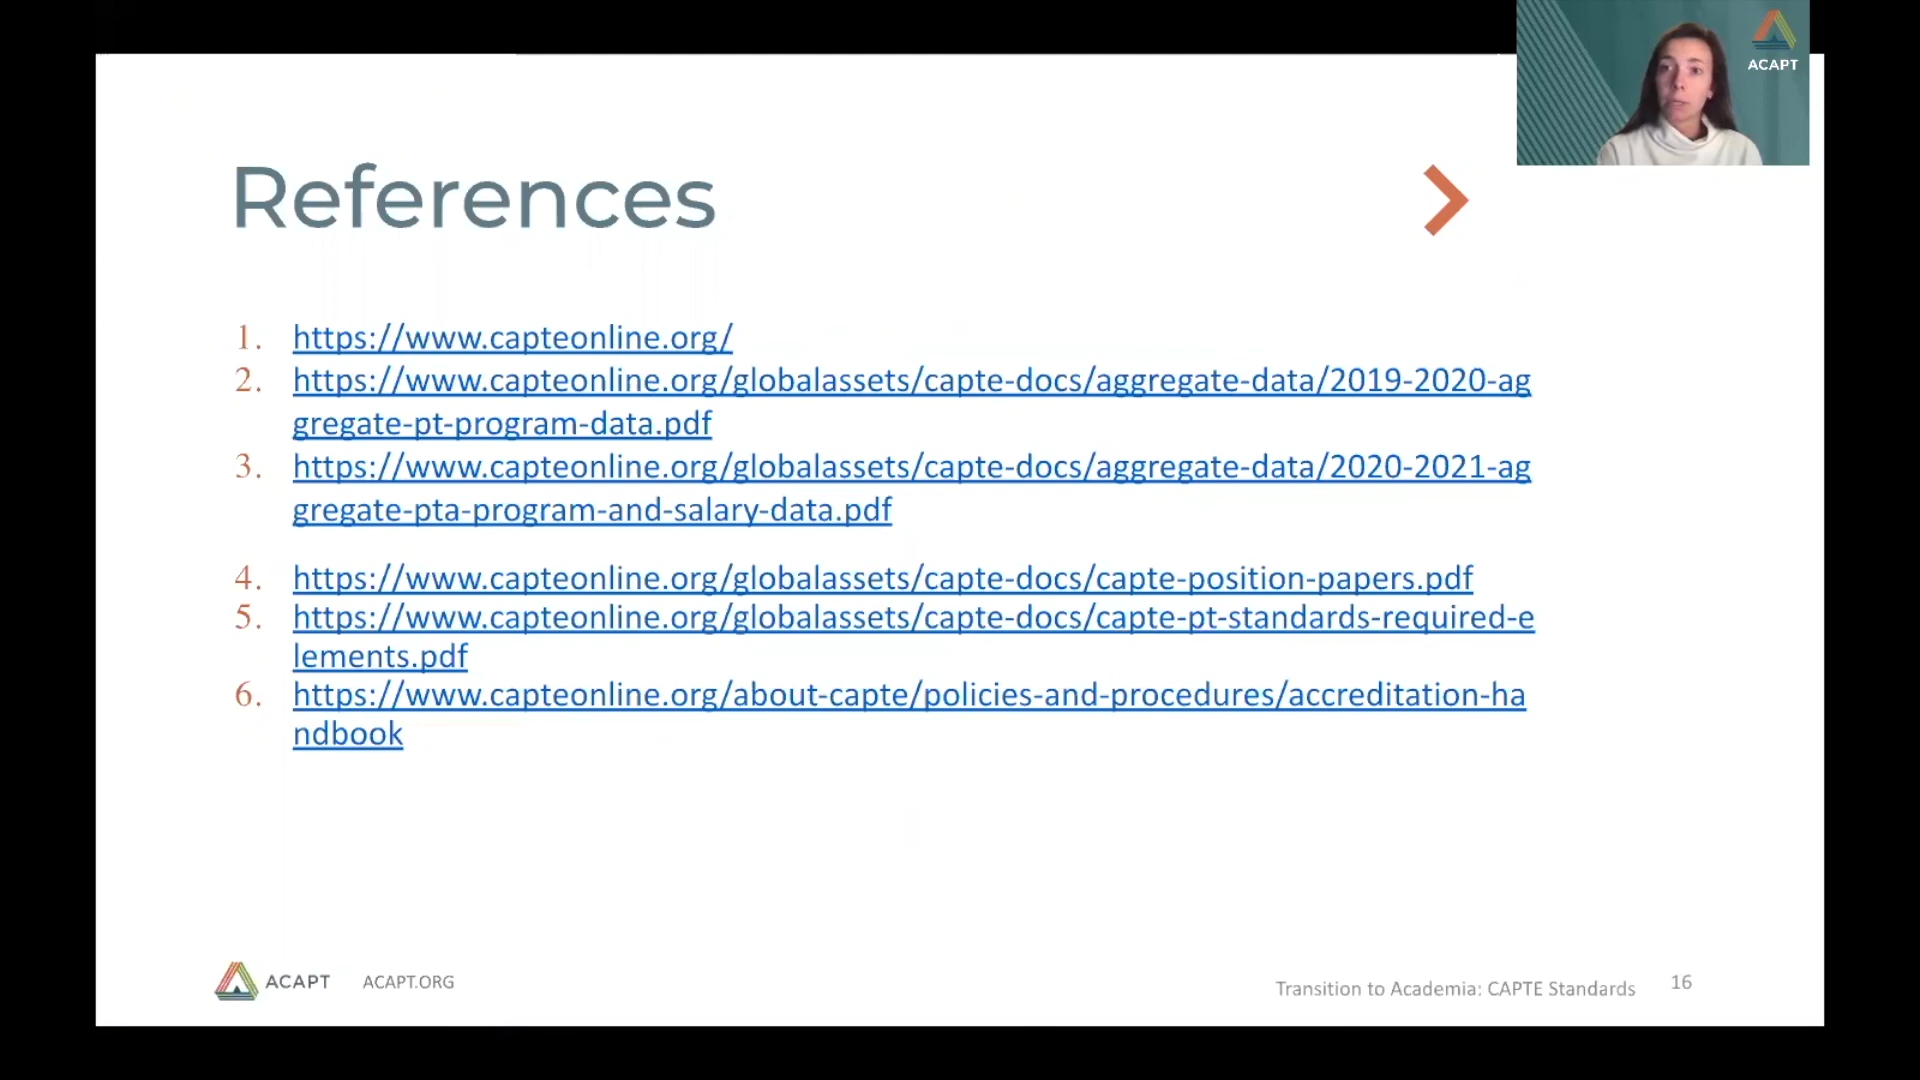 ACAPT
References
1. https://www.capteonline.org/
2. https://www.capteonline.org/globalassets/capte-docs/aggregate-data/2019-2020-ag
gregate-pt-program-data.pdf
3. https://www.capteonline.org/globalassets/capte-docs/aggregate-data/2020-2021-ag
gregate-pta-program-and-salary-data.pdf
4. https://www.capteonline.org/globalassets/capte-docs/capte-position-papers.pdf
5. https://www.capteonline.org/globalassets/capte-docs/capte-pt-standards-required-e
lements.pdf
6. https://www.capteonline.org/about-capte/policies-and-procedures/accreditation-ha
ndbook
ACAPT ACAPT.ORG
Transition to Academia: CAPTE Standards 16